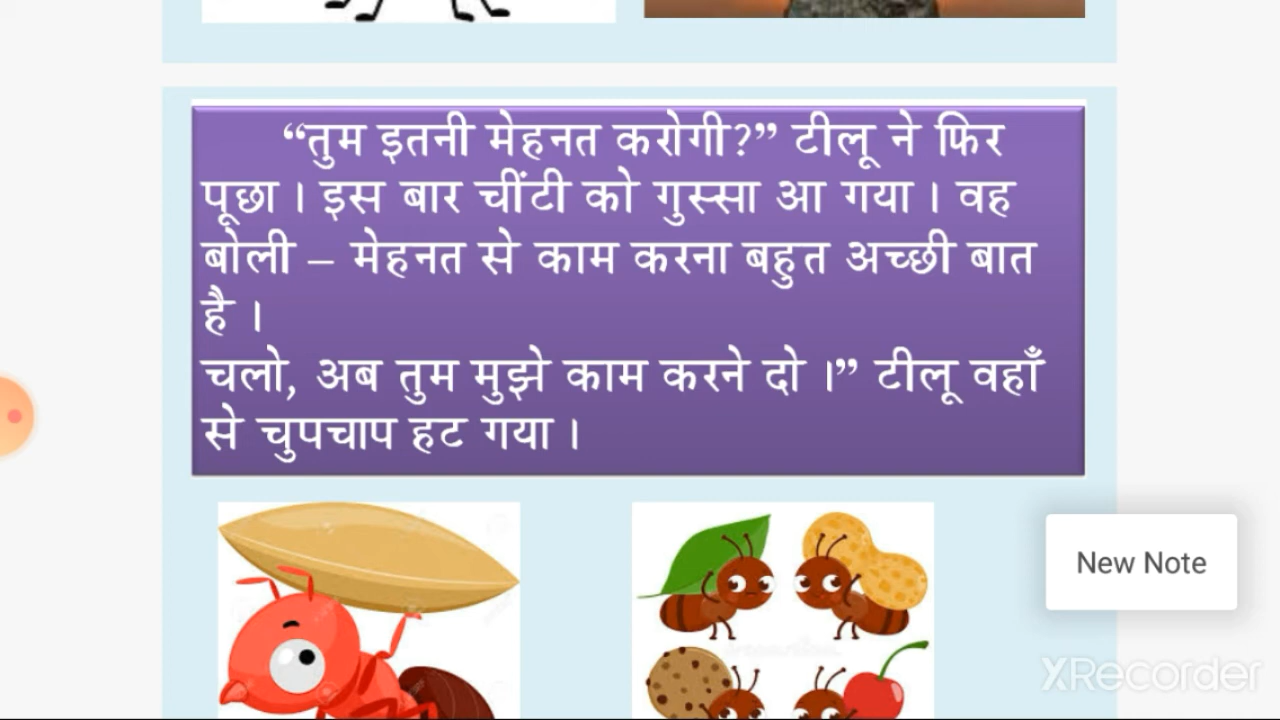 “तुम इतनी मेहनत करोगी?” टीलू ने फिर
पूछा । इस बार चींटी को गुस्सा आ गया । वह
बोली – मेहनत से काम करना बहुत अच्छी बात
है ।
चलो, अब तुम मुझे काम करने दो ।” टीलू वहाँ
से चुपचाप हट गया ।
New Note
XRecorder